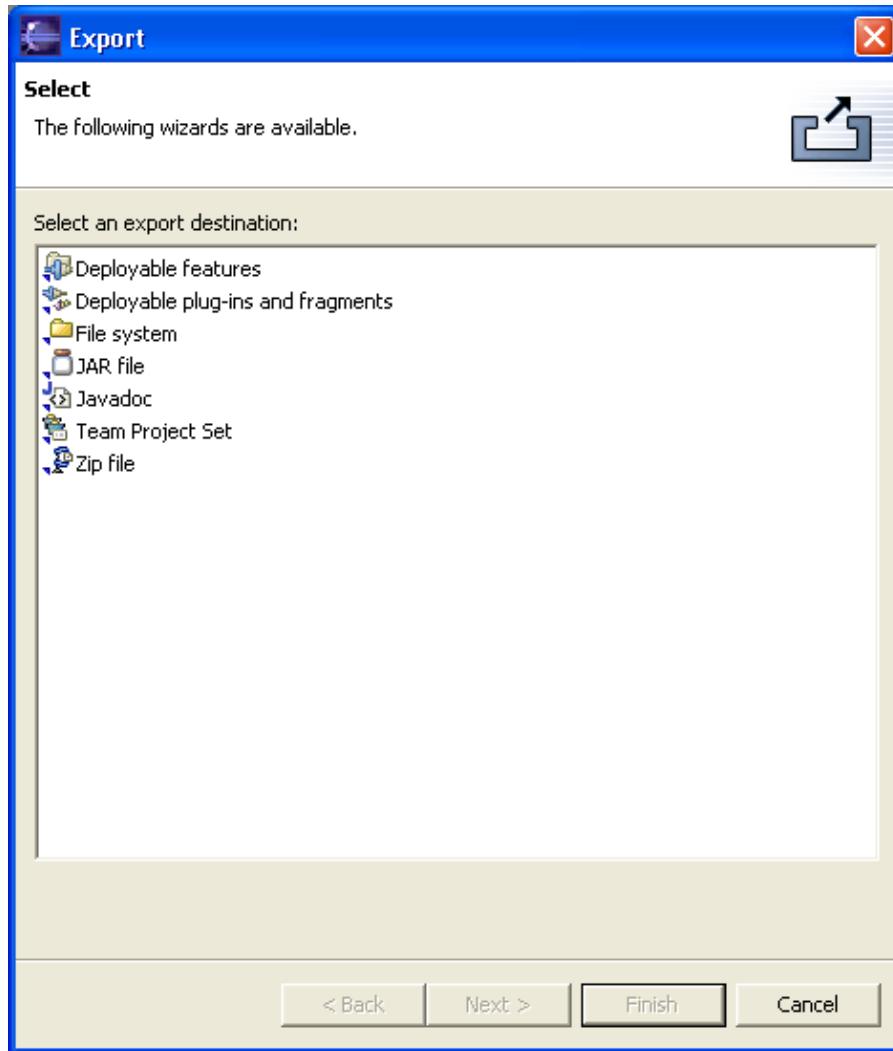 Export
Select
The following wizards are available.
Select an export destination:
Deployable features
Deployable plug-ins and fragments
File system
JAR file
Javadoc
Team Project Set
Zip file
< Back Next > Finish Cancel